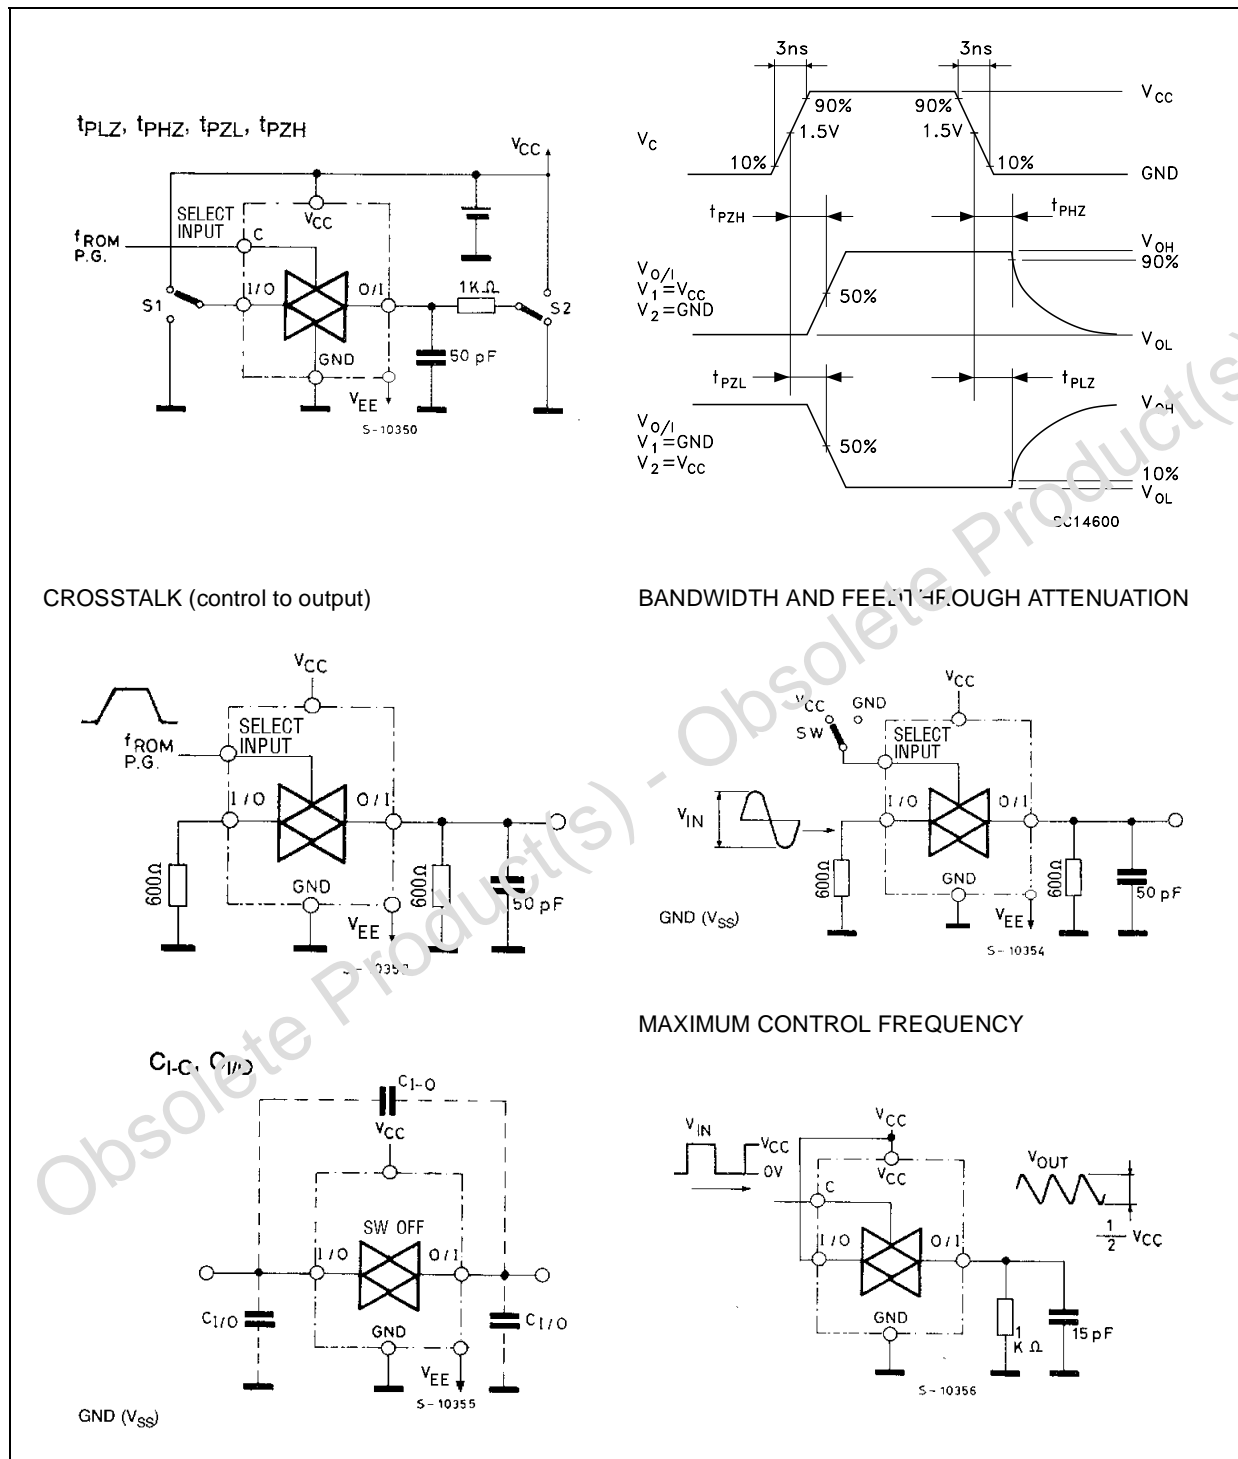 tPLZ, tPHZ, tPZL, tPZH
VCC
SELECT
INPUT
VCC
C
fROM
P.G.
I/O
O/I
1KΩ
S1
S2
GND
50 pF
VEE
S-10350
3ns
3ns
VCC
90%
90%
VC
1.5V
1.5V
10%
10%
GND
tPZH
tPHZ
VOH
90%
VO/I
V1=VCC
V2=GND
50%
VOL
tPZL
tPLZ
VOH
VO/I
V1=GND
V2=VCC
50%
10%
VOL
SC14600
CROSSTALK (control to output)
VCC
SELECT
INPUT
fROM
P.G.
I/O
O/I
600Ω
600Ω
GND
50 pF
VEE
BANDWIDTH AND FEEDTHROUGH ATTENUATION
VCC
VCC
GND
SW
SELECT
INPUT
I/O
O/I
VIN
600Ω
600Ω
GND
50 pF
GND (VSS)
VEE
S-10354
CI-O, CI/O
CI-O
VCC
SW OFF
I/O
O/I
CI/O
CI/O
GND
VEE
S-10355
GND (VSS)
MAXIMUM CONTROL FREQUENCY
VIN
VCC
0V
VCC
VCC
C
VOUT
1/2 VCC
I/O
O/I
GND
1
KΩ
15pF
S-10356
Obsolete Product(s) - Obsolete Product(s)